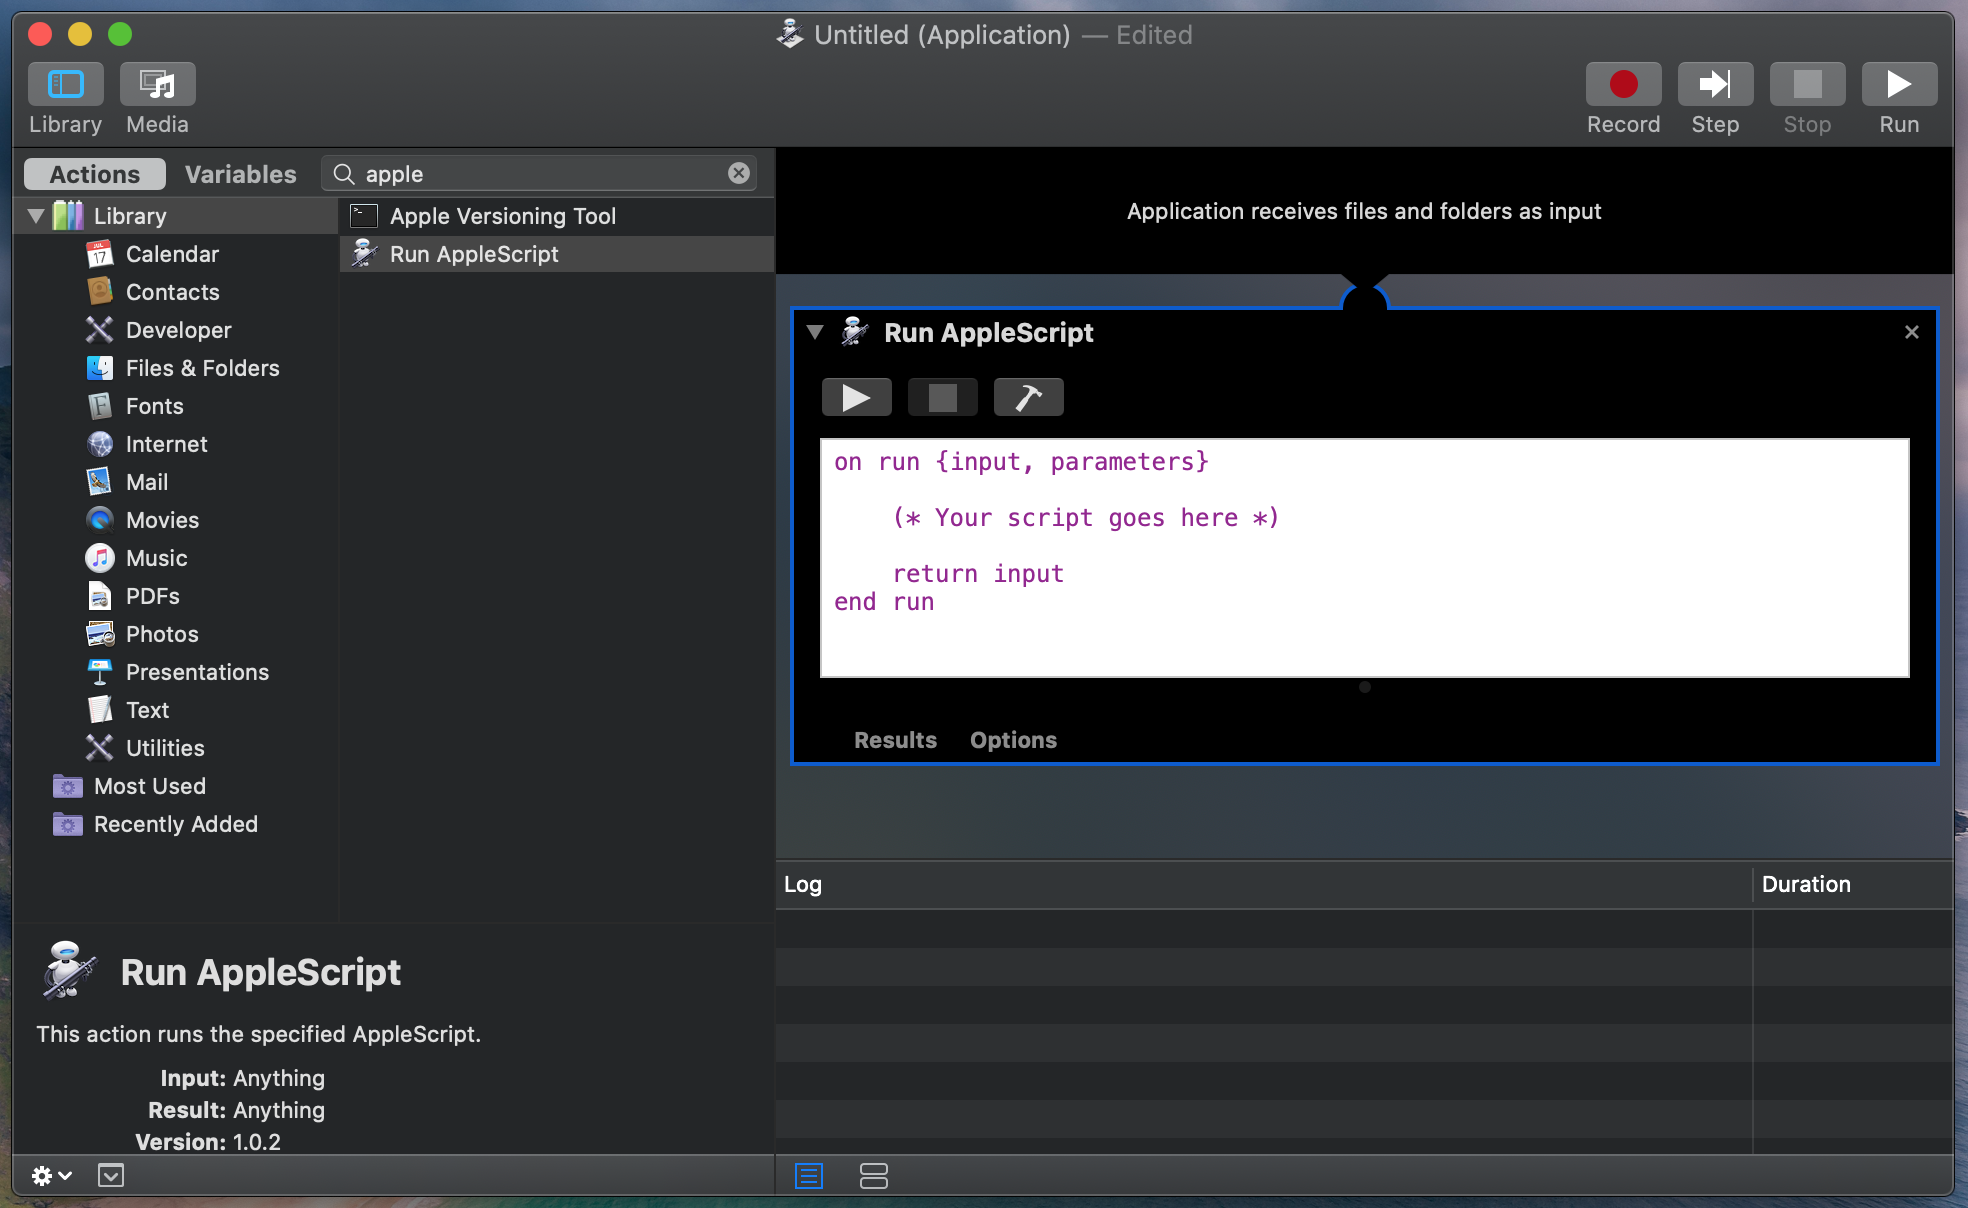 Untitled (Application) — Edited
Library
Media
Record
Step
Stop
Run
Actions
Variables
apple
Library
Calendar
Contacts
Developer
Files & Folders
Fonts
Internet
Mail
Movies
Music
PDFs
Photos
Presentations
Text
Utilities
Most Used
Recently Added
Apple Versioning Tool
Run AppleScript
Application receives files and folders as input
Run AppleScript
on run {input, parameters}
(* Your script goes here *)
return input
end run
Results
Options
Log
Duration
Run AppleScript
This action runs the specified AppleScript.
Input: Anything
Result: Anything
Version: 1.0.2